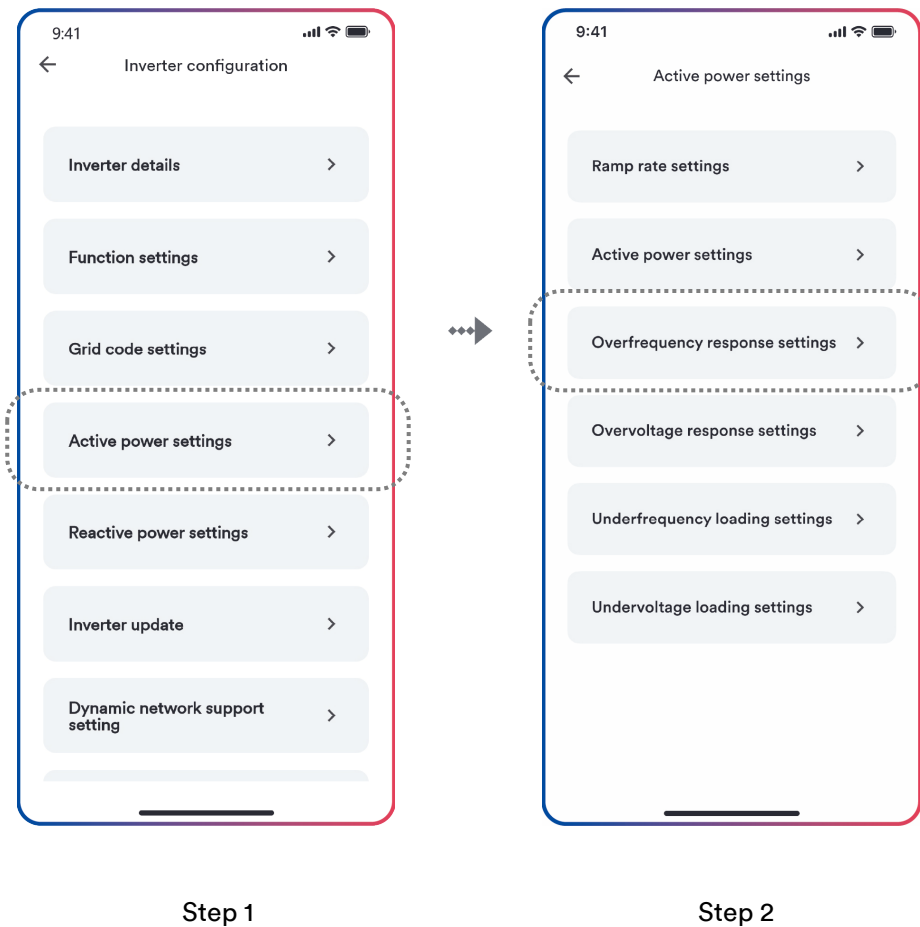 9:41
Inverter configuration
Inverter details
Function settings
Grid code settings
Active power settings
Reactive power settings
Inverter update
Dynamic network support
setting
Step 1
9:41
Active power settings
Ramp rate settings
Active power settings
Overfrequency response settings
Overvoltage response settings
Underfrequency loading settings
Undervoltage loading settings
Step 2